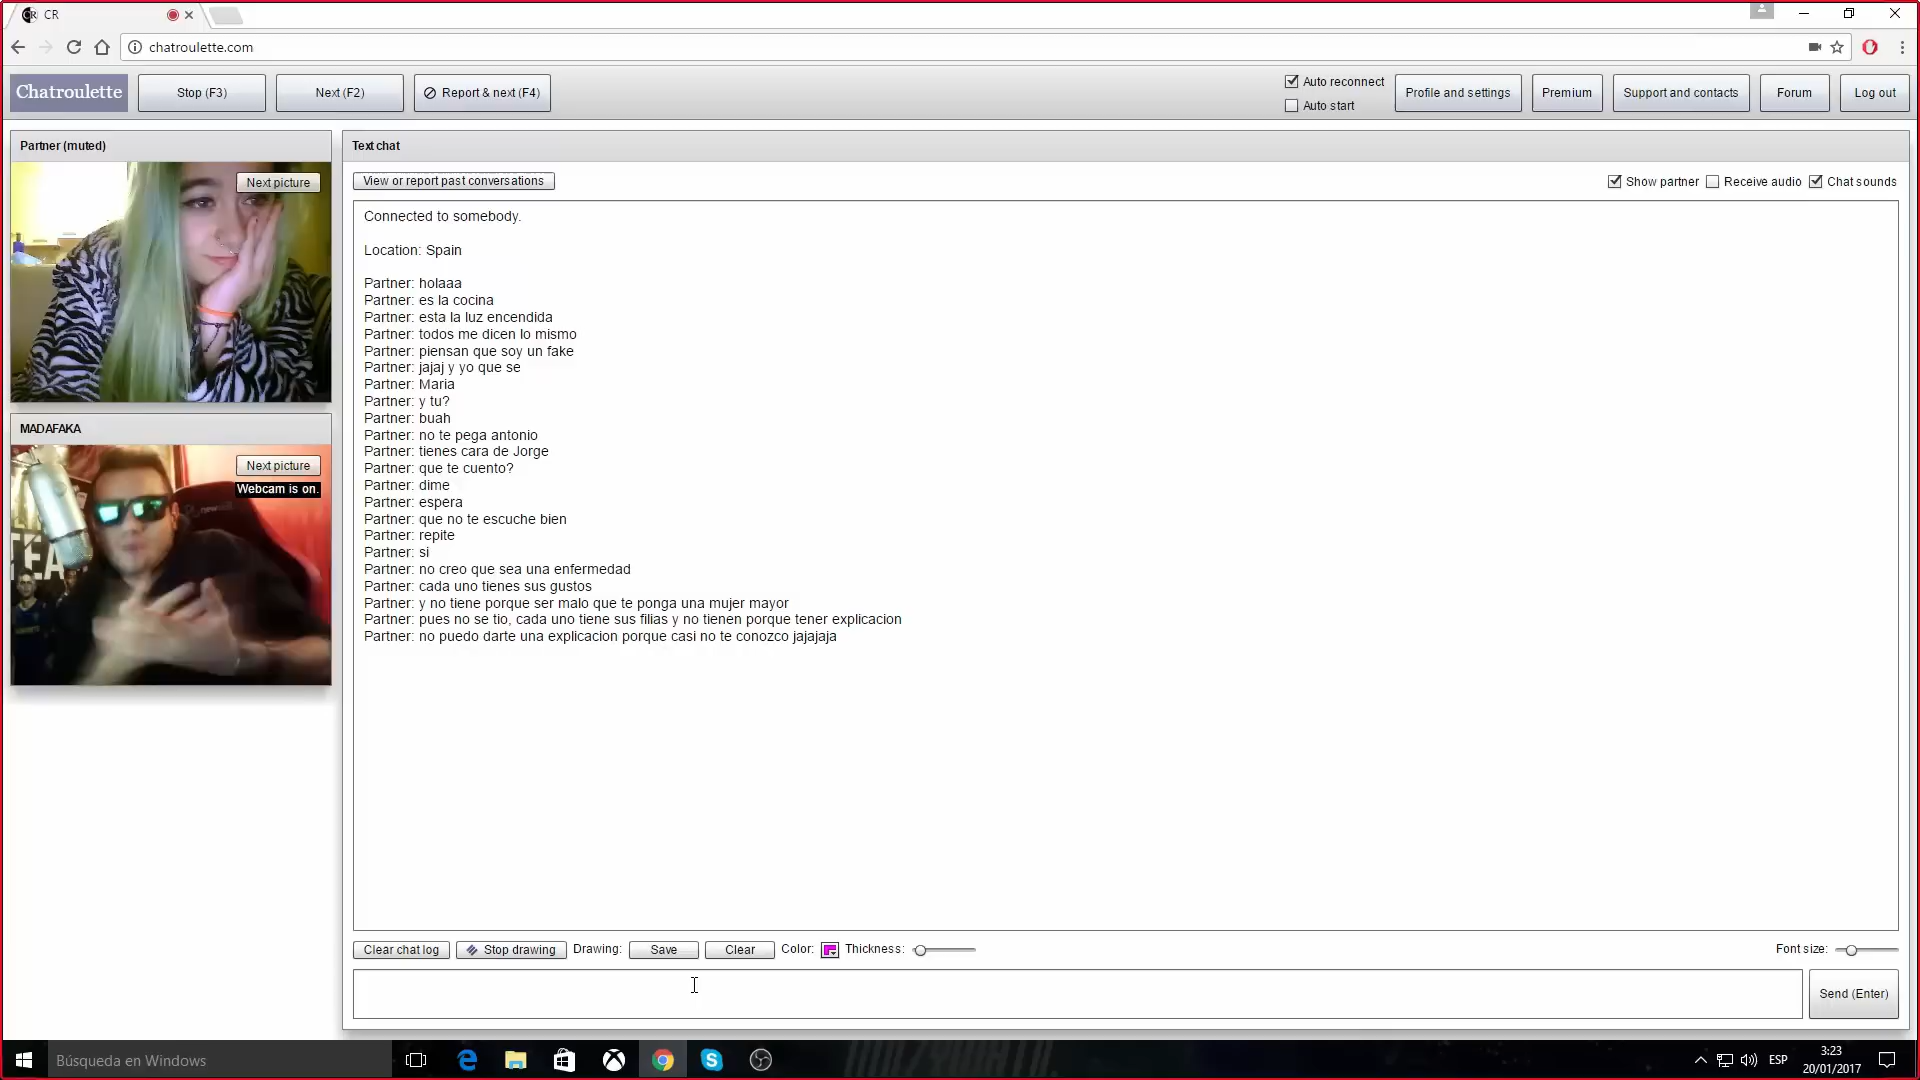 CR
chatroulette.com
Chatroulette
Stop (F3)
Next (F2)
Report & next (F4)
Auto reconnect
Auto start
Profile and settings
Premium
Support and contacts
Forum
Log out
Partner (muted)
Next picture
MADAFAKA
Next picture
Webcam is on.
TEA
Text chat
View or report past conversations
Show partner
Receive audio
Chat sounds
Connected to somebody.
Location: Spain
Partner: holaaa
Partner: es la cocina
Partner: esta la luz encendida
Partner: todos me dicen lo mismo
Partner: piensan que soy un fake
Partner: jajaj y yo que se
Partner: Maria
Partner: y tu?
Partner: buah
Partner: no te pega antonio
Partner: tienes cara de Jorge
Partner: que te cuento?
Partner: dime
Partner: espera
Partner: que no te escuche bien
Partner: repite
Partner: si
Partner: no creo que sea una enfermedad
Partner: cada uno tienes sus gustos
Partner: y no tiene porque ser malo que te ponga una mujer mayor
Partner: pues no se tio, cada uno tiene sus filias y no tienen porque tener explicacion
Partner: no puedo darte una explicacion porque casi no te conozco jajajaja
Clear chat log
Stop drawing
Drawing:
Save
Clear
Color:
Thickness:
Font size:
Send (Enter)
Búsqueda en Windows
ESP
3:23
20/01/2017